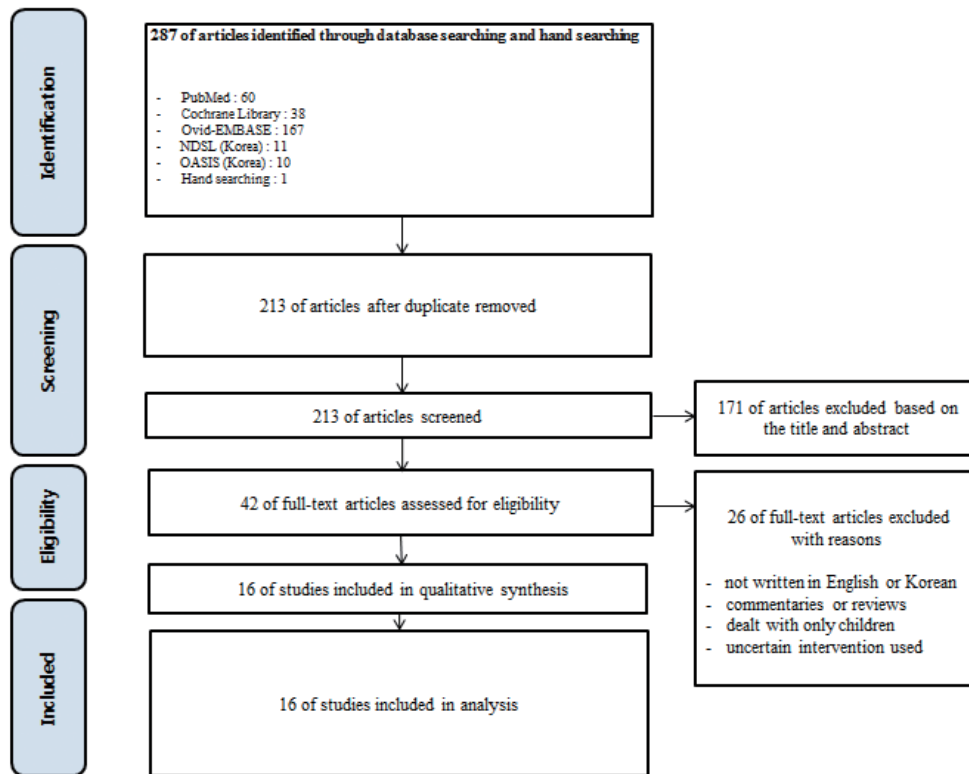 Identification
287 of articles identified through database searching and hand searching
- PubMed : 60
- Cochrane Library : 38
- Ovid-EMBASE : 167
- NDSL (Korea) : 11
- OASIS (Korea) : 10
- Hand searching : 1
Screening
213 of articles after duplicate removed
213 of articles screened
171 of articles excluded based on
the title and abstract
Eligibility
42 of full-text articles assessed for eligibility
26 of full-text articles excluded
with reasons
- not written in English or Korean
- commentaries or reviews
- dealt with only children
- uncertain intervention used
16 of studies included in qualitative synthesis
Included
16 of studies included in analysis